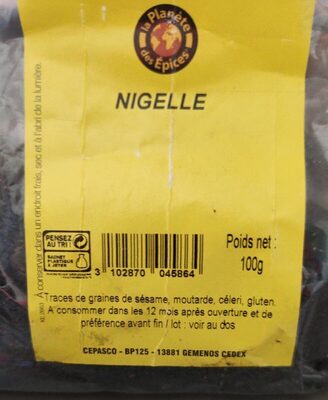 la Planète
des Épices
NIGELLE
A conserver dans un endroit frais, sec et à l'abri de la lumière.
PENSEZ
AU TRI !
SACHET
PLASTIQUE
À JETER
Poids net :
100g
3 102870 045864
Traces de graines de sésame, moutarde, céleri, gluten.
A consommer dans les 12 mois après ouverture et de
préférence avant fin / lot : voir au dos
CEPASCO - BP125 - 13881 GEMENOS CEDEX